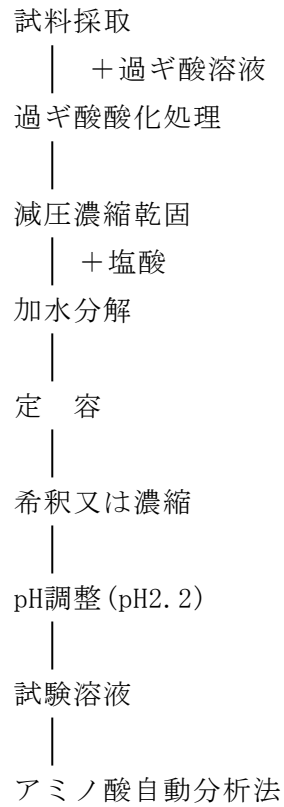 試料採取
＋過ギ酸溶液
過ギ酸酸化処理
減圧濃縮乾固
＋塩酸
加水分解
定　容
希釈又は濃縮
pH調整(pH2.2)
試験溶液
アミノ酸自動分析法